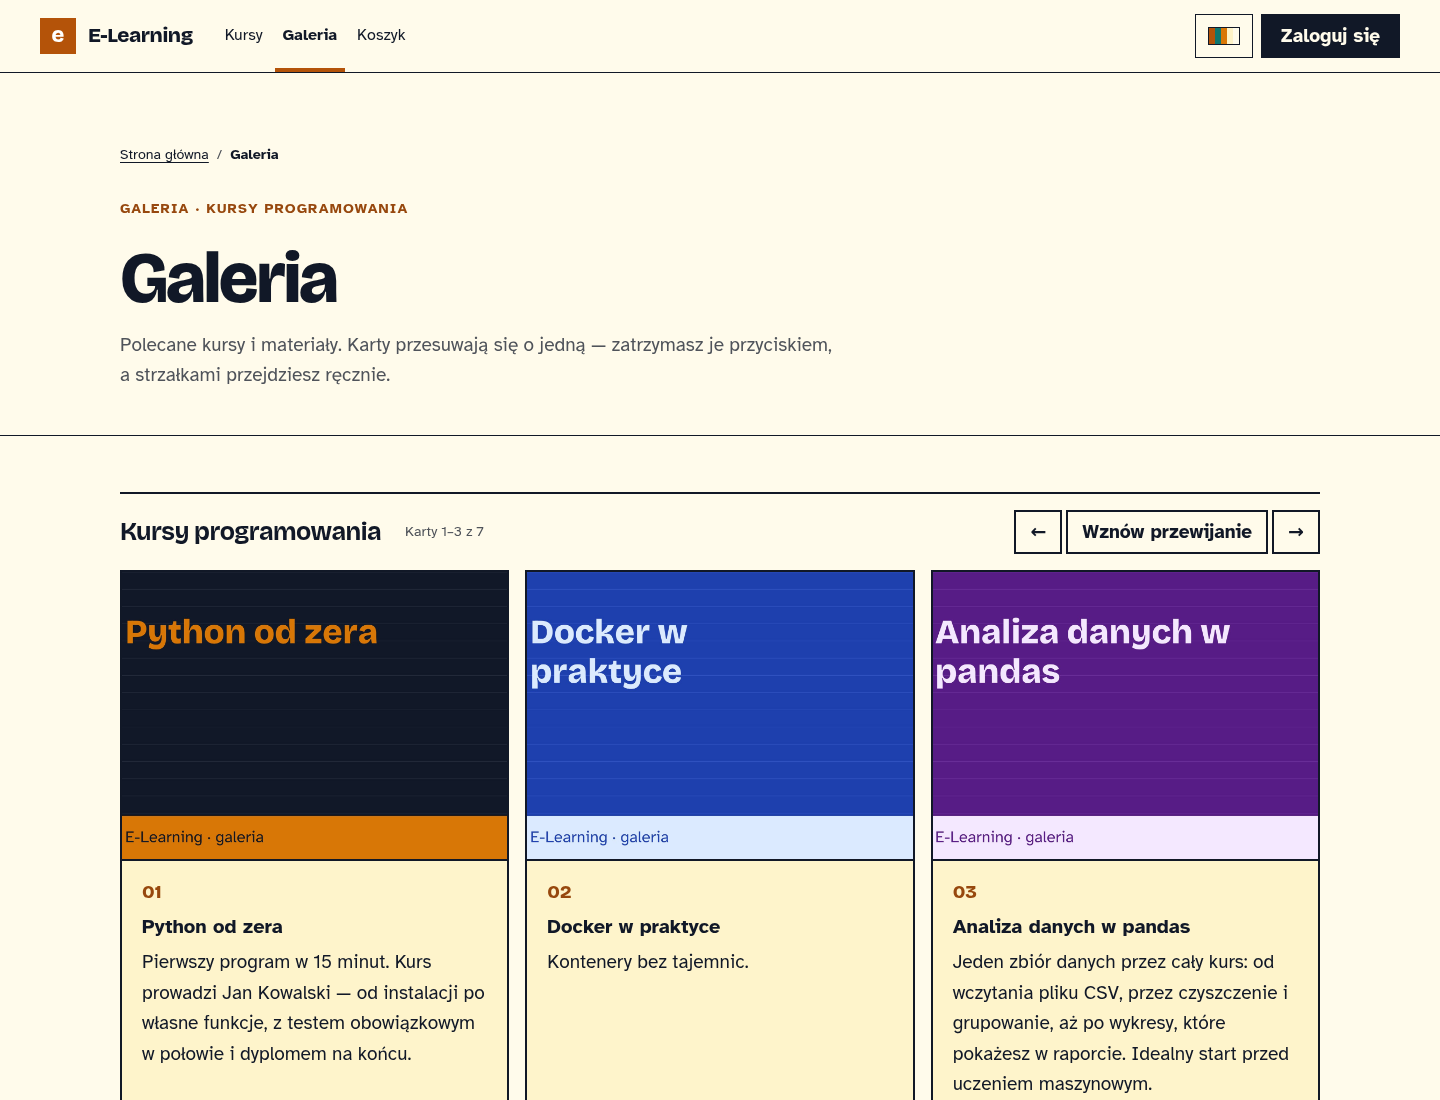 e E-Learning Kursy Galeria Koszyk Zaloguj się
Strona główna / Galeria
GALERIA · KURSY PROGRAMOWANIA
Galeria
Polecane kursy i materiały. Karty przesuwają się o jedną — zatrzymasz je przyciskiem,
a strzałkami przejdziesz ręcznie.
Kursy programowania Karty 1–3 z 7 ← Wznów przewijanie →
Python od zera
E-Learning · galeria
01
Python od zera
Pierwszy program w 15 minut. Kurs
prowadzi Jan Kowalski — od instalacji po
własne funkcje, z testem obowiązkowym
w połowie i dyplomem na końcu.
Docker w
praktyce
E-Learning · galeria
02
Docker w praktyce
Kontenery bez tajemnic.
Analiza danych w
pandas
E-Learning · galeria
03
Analiza danych w pandas
Jeden zbiór danych przez cały kurs: od
wczytania pliku CSV, przez czyszczenie i
grupowanie, aż po wykresy, które
pokażesz w raporcie. Idealny start przed
uczeniem maszynowym.